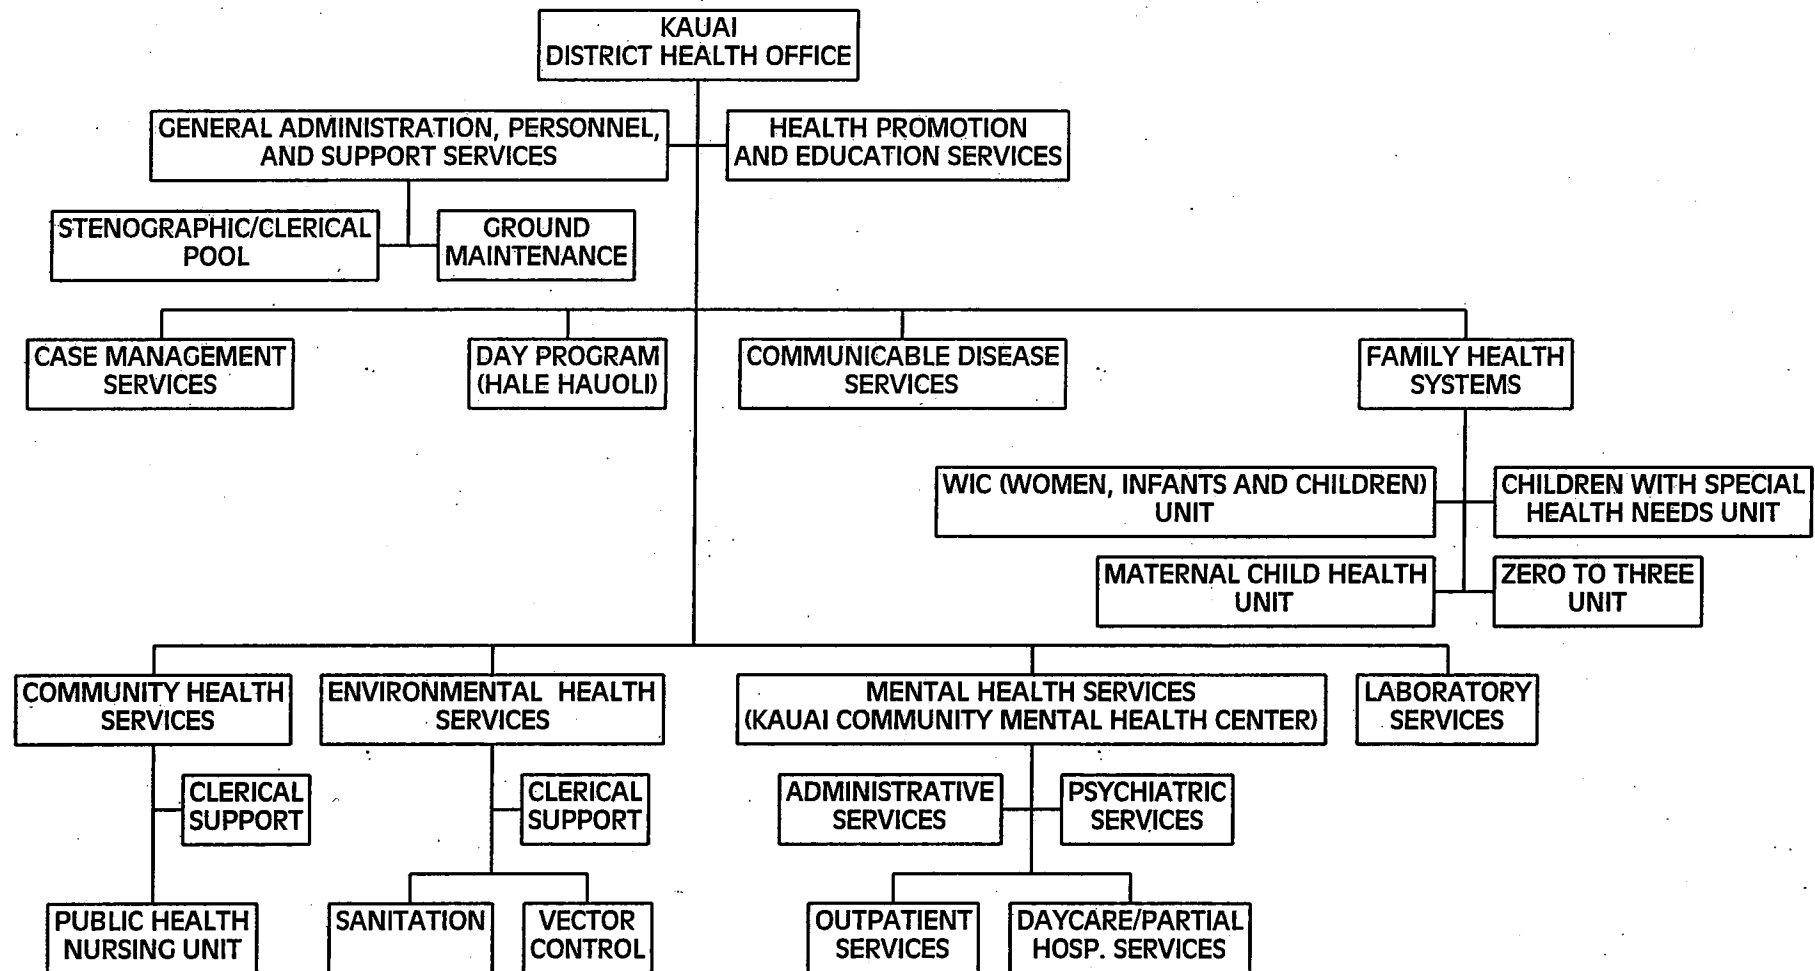 KAUAI
DISTRICT HEALTH OFFICE
GENERAL ADMINISTRATION, PERSONNEL,
AND SUPPORT SERVICES
HEALTH PROMOTION
AND EDUCATION SERVICES
STENOGRAPHIC/CLERICAL
POOL
GROUND
MAINTENANCE
CASE MANAGEMENT
SERVICES
DAY PROGRAM
(HALE HAUOLI)
COMMUNICABLE DISEASE
SERVICES
FAMILY HEALTH
SYSTEMS
WIC (WOMEN, INFANTS AND CHILDREN)
UNIT
CHILDREN WITH SPECIAL
HEALTH NEEDS UNIT
MATERNAL CHILD HEALTH
UNIT
ZERO TO THREE
UNIT
COMMUNITY HEALTH
SERVICES
ENVIRONMENTAL HEALTH
SERVICES
MENTAL HEALTH SERVICES
(KAUAI COMMUNITY MENTAL HEALTH CENTER)
LABORATORY
SERVICES
CLERICAL
SUPPORT
CLERICAL
SUPPORT
ADMINISTRATIVE
SERVICES
PSYCHIATRIC
SERVICES
PUBLIC HEALTH
NURSING UNIT
SANITATION
VECTOR
CONTROL
OUTPATIENT
SERVICES
DAYCARE/PARTIAL
HOSP. SERVICES